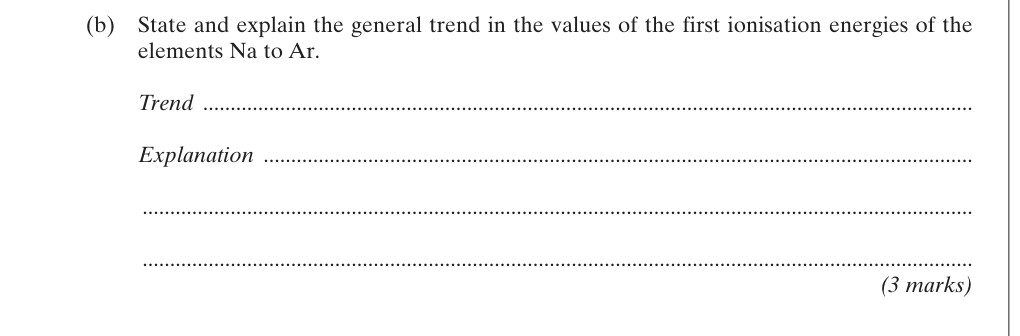 (b) State and explain the general trend in the values of the first ionisation energies of the
elements Na to Ar.
Trend ................................................................................
Explanation ................................................................................
................................................................................
................................................................................
(3 marks)